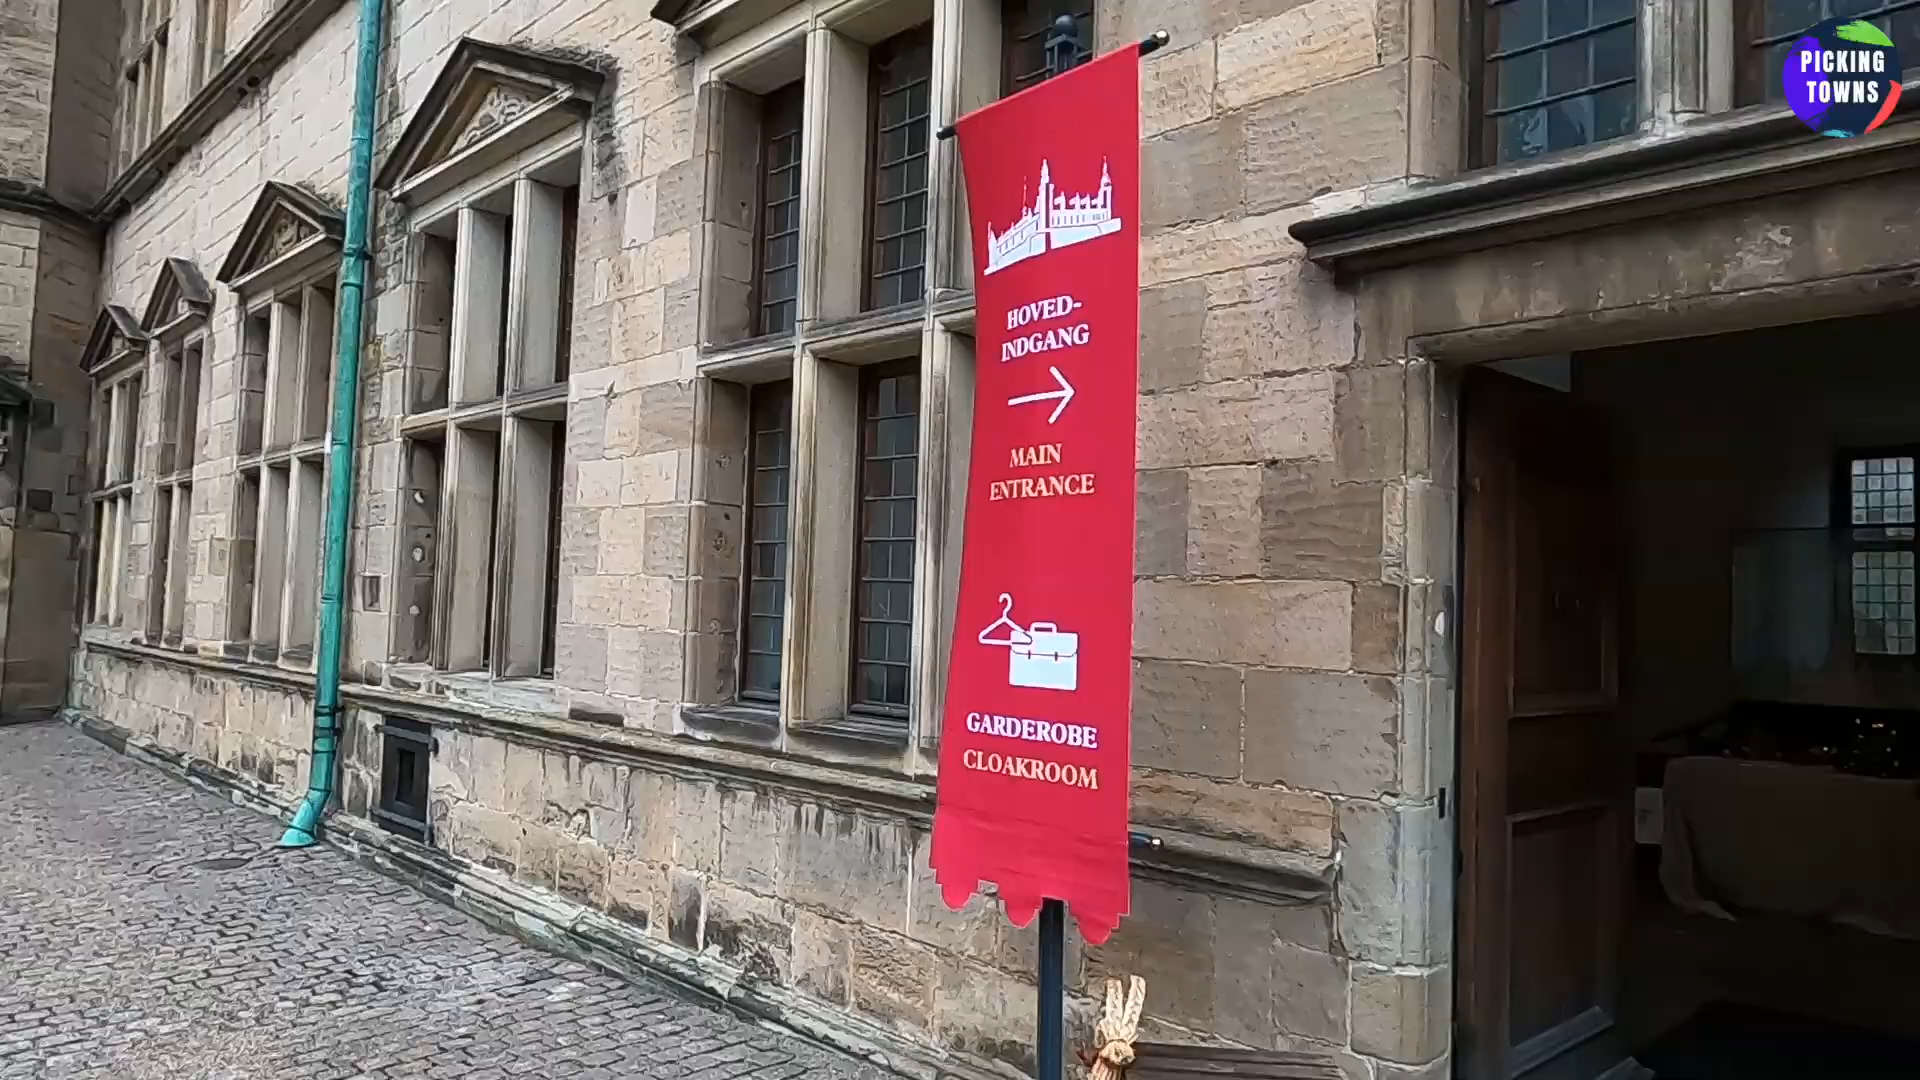 PICKING
TOWNS
HOVED-
INDGANG
MAIN
ENTRANCE
GARDEROBE
CLOAKROOM